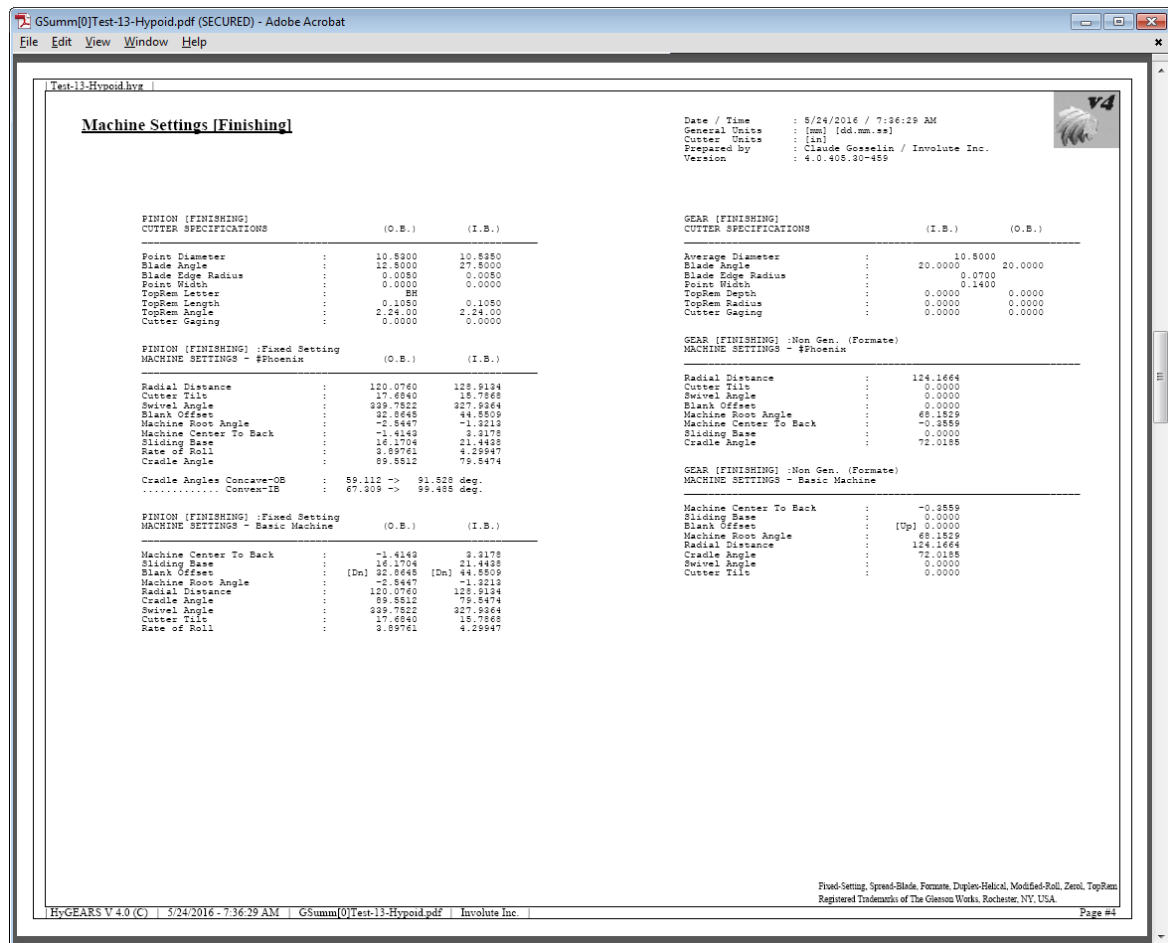 GSumm[0]Test-13-Hypoid.pdf (SECURED) - Adobe Acrobat
File Edit View Window Help
| Test-13-Hypoid.hyg |
V4
Machine Settings [Finishing]
Date / Time : 5/24/2016 / 7:36:29 AM
General Units : [mm] [dd.mm.ss]
Cutter Units : [in]
Prepared by : Claude Gosselin / Involute Inc.
Version : 4.0.405.30-459
PINION [FINISHING]
CUTTER SPECIFICATIONS (O.B.) (I.B.)
Point Diameter : 10.5300 10.5350
Blade Angle : 12.5000 27.5000
Blade Edge Radius : 0.0050 0.0050
Point Width : 0.0000 0.0000
TopRem Letter : BH
TopRem Length : 0.1050 0.1050
TopRem Angle : 2.24.00 2.24.00
Cutter Gaging : 0.0000 0.0000
PINION [FINISHING] :Fixed Setting
MACHINE SETTINGS - #Phoenix (O.B.) (I.B.)
Radial Distance : 120.0760 128.9134
Cutter Tilt : 17.6840 15.7868
Swivel Angle : 339.7522 327.9364
Blank Offset : 32.8645 44.5509
Machine Root Angle : -2.5447 -1.3213
Machine Center To Back : -1.4143 3.3178
Sliding Base : 16.1704 21.4438
Rate of Roll : 3.89761 4.29947
Cradle Angle : 89.5512 79.5474
Cradle Angles Concave-OB : 59.112 -> 91.528 deg.
............. Convex-IB : 67.309 -> 99.485 deg.
PINION [FINISHING] :Fixed Setting
MACHINE SETTINGS - Basic Machine (O.B.) (I.B.)
Machine Center To Back : -1.4143 3.3178
Sliding Base : 16.1704 21.4438
Blank Offset : [Dn] 32.8645 [Dn] 44.5509
Machine Root Angle : -2.5447 -1.3213
Radial Distance : 120.0760 128.9134
Cradle Angle : 89.5512 79.5474
Swivel Angle : 339.7522 327.9364
Cutter Tilt : 17.6840 15.7868
Rate of Roll : 3.89761 4.29947
GEAR [FINISHING]
CUTTER SPECIFICATIONS (I.B.) (O.B.)
Average Diameter : 10.5000
Blade Angle : 20.0000 20.0000
Blade Edge Radius : 0.0700
Point Width : 0.1400
TopRem Depth : 0.0000 0.0000
TopRem Radius : 0.0000 0.0000
Cutter Gaging : 0.0000 0.0000
GEAR [FINISHING] :Non Gen. (Formate)
MACHINE SETTINGS - #Phoenix
Radial Distance : 124.1664
Cutter Tilt : 0.0000
Swivel Angle : 0.0000
Blank Offset : 0.0000
Machine Root Angle : 68.1529
Machine Center To Back : -0.3559
Sliding Base : 0.0000
Cradle Angle : 72.0185
GEAR [FINISHING] :Non Gen. (Formate)
MACHINE SETTINGS - Basic Machine
Machine Center To Back : -0.3559
Sliding Base : 0.0000
Blank Offset : [Up] 0.0000
Machine Root Angle : 68.1529
Radial Distance : 124.1664
Cradle Angle : 72.0185
Swivel Angle : 0.0000
Cutter Tilt : 0.0000
Fixed-Setting, Spread-Blade, Formate, Duplex-Helical, Modified-Roll, Zerol, TopRem
Registered Trademarks of The Gleason Works, Rochester, NY, USA.
| HyGEARS V 4.0 (C) | 5/24/2016 - 7:36:29 AM | GSumm[0]Test-13-Hypoid.pdf | Involute Inc. |
Page #4